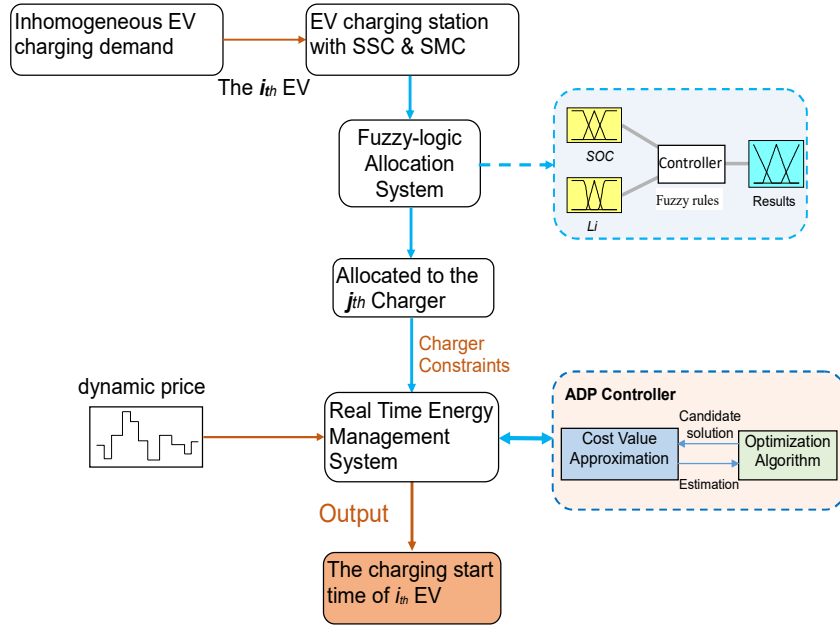 Inhomogeneous EV
charging demand
EV charging station
with SSC & SMC
The ith EV
Fuzzy-logic
Allocation
System
SOC
Li
Controller
Fuzzy rules
Results
Allocated to the
jth Charger
Charger
Constraints
dynamic price
Real Time Energy
Management
System
ADP Controller
Candidate
solution
Cost Value
Approximation
Optimization
Algorithm
Estimation
Output
The charging start
time of ith EV